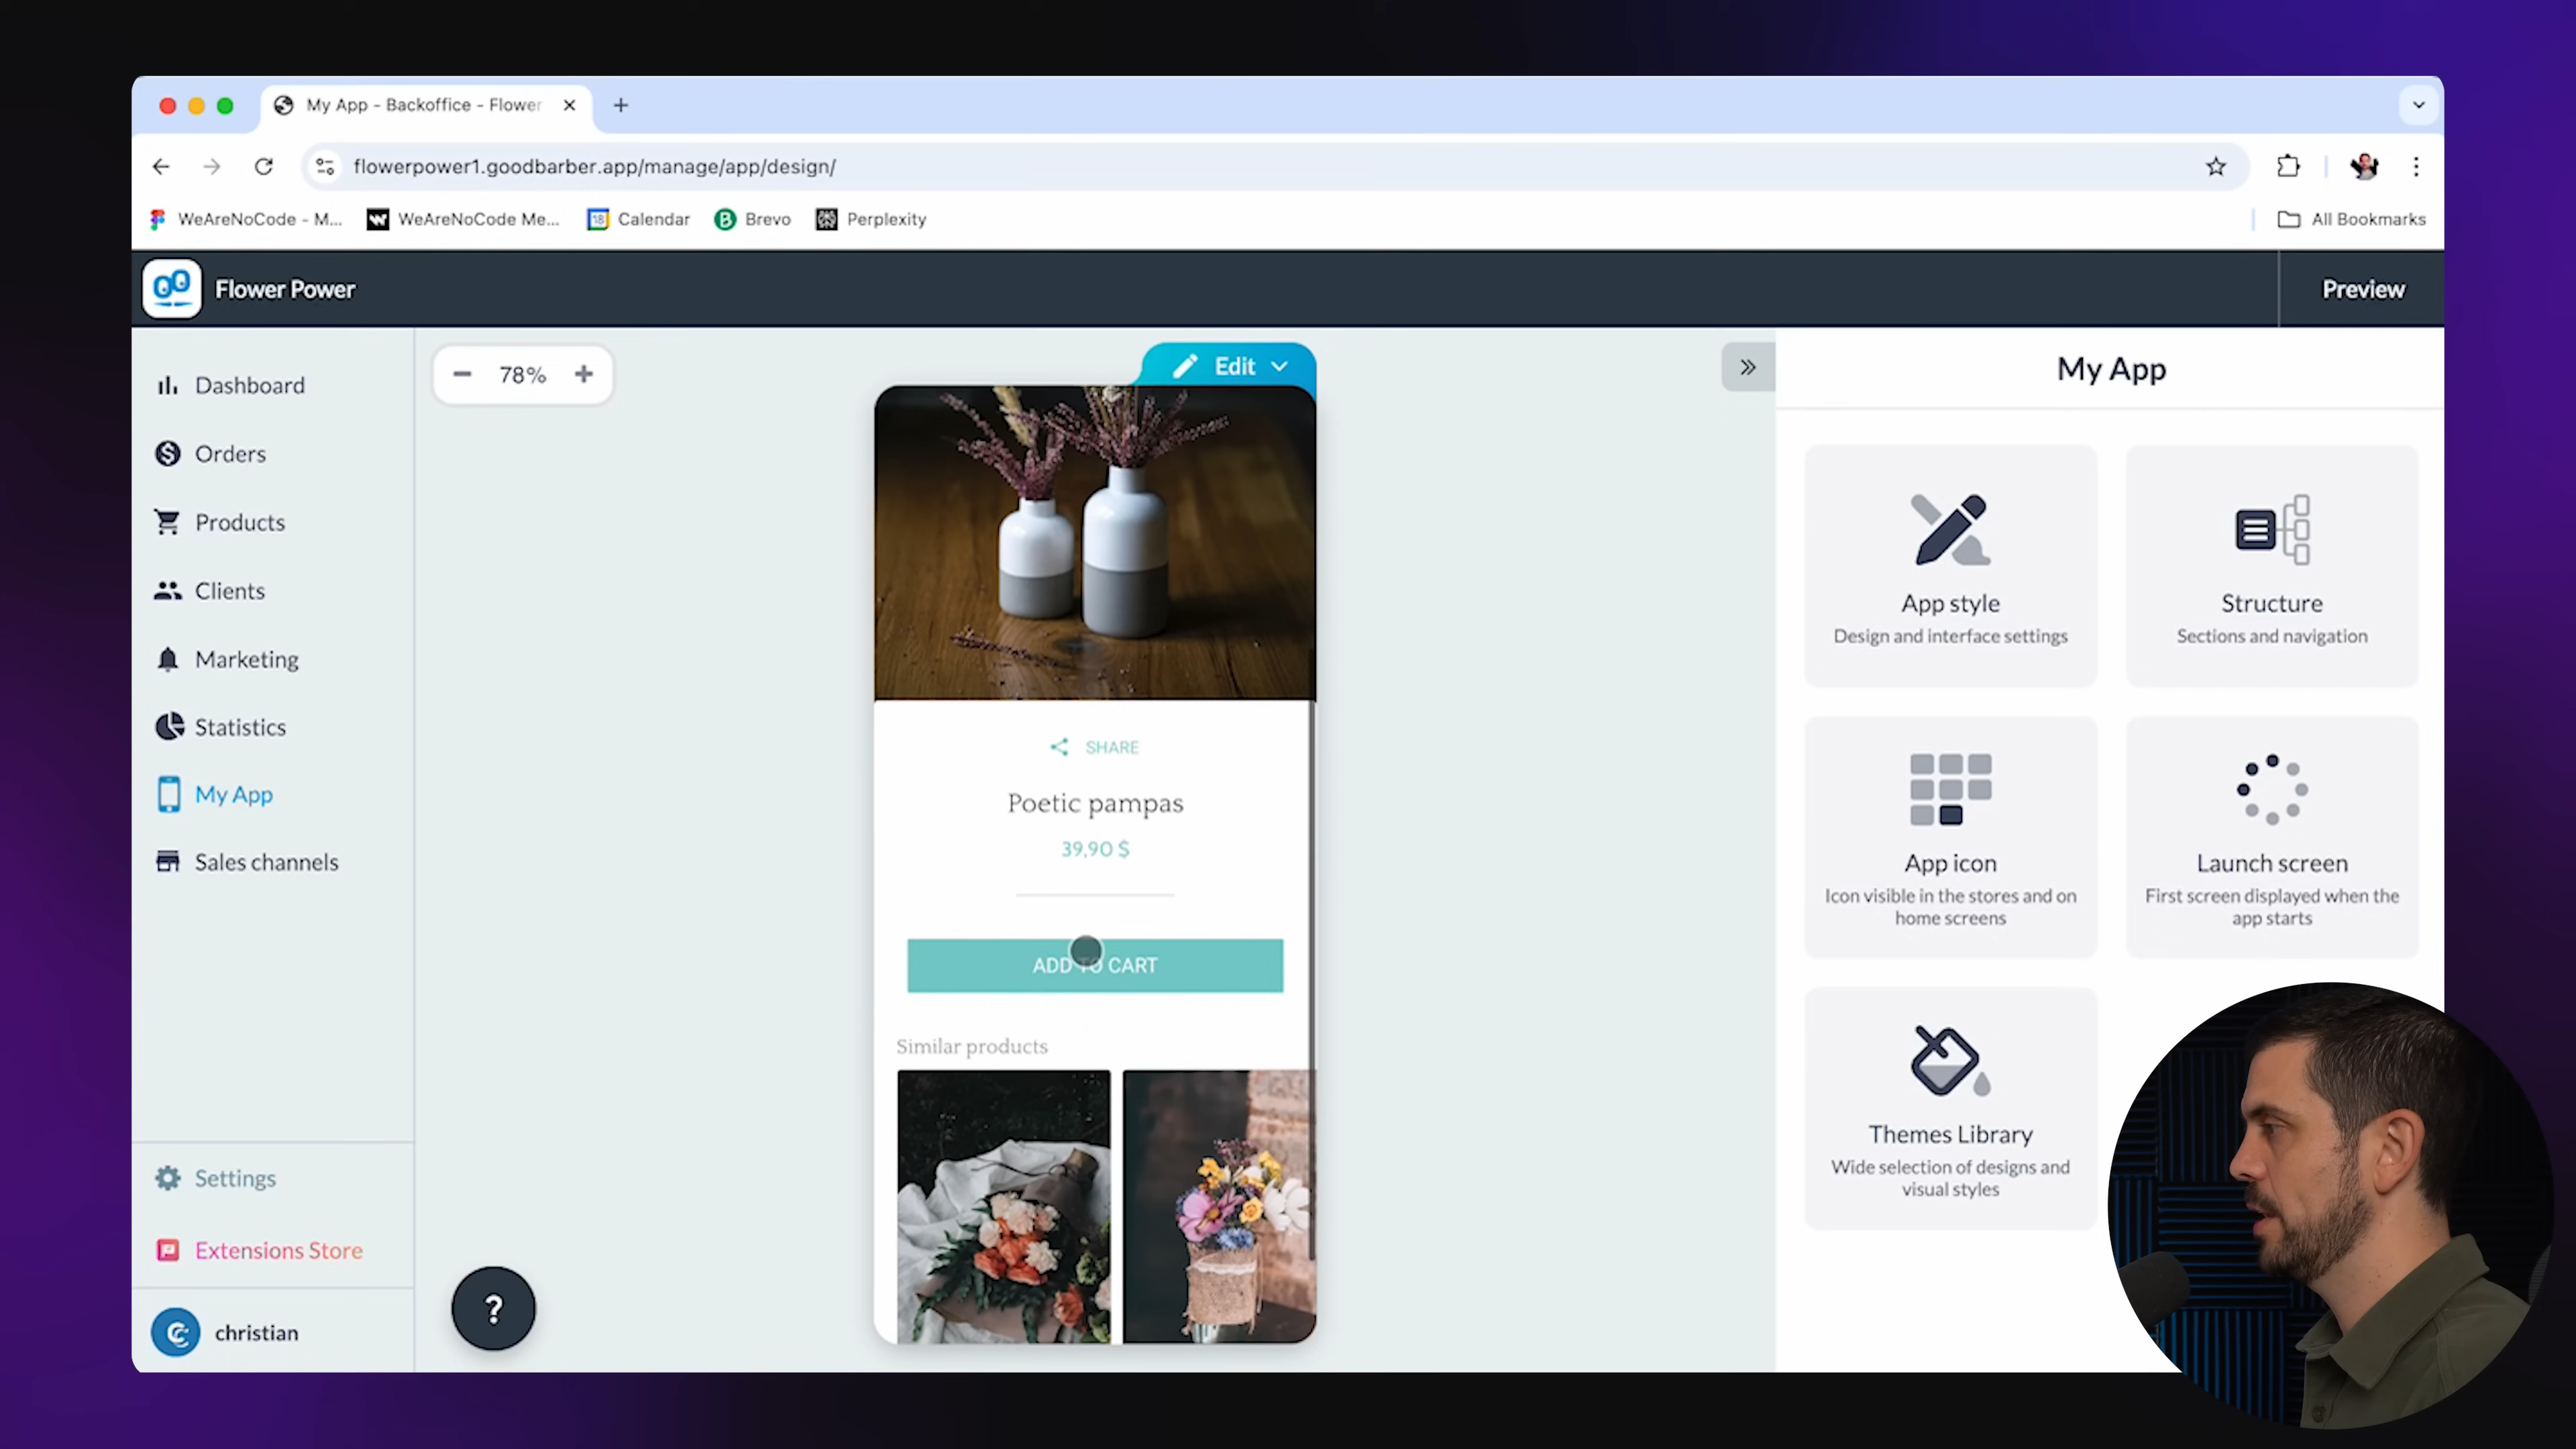 My App - Backoffice - Flower
flowerpower1.goodbarber.app/manage/app/design/
WeAreNoCode - M...
WeAreNoCode Me...
18
Calendar
B
Brevo
Perplexity
All Bookmarks
Flower Power
Preview
Dashboard
Orders
Products
Clients
Marketing
Statistics
My App
Sales channels
Settings
Extensions Store
christian
78%
Edit
SHARE
Poetic pampas
39,90 $
ADD TO CART
Similar products
?
My App
App style
Design and interface settings
Structure
Sections and navigation
App icon
Icon visible in the stores and on
home screens
Launch screen
First screen displayed when the
app starts
Themes Library
Wide selection of designs and
visual styles